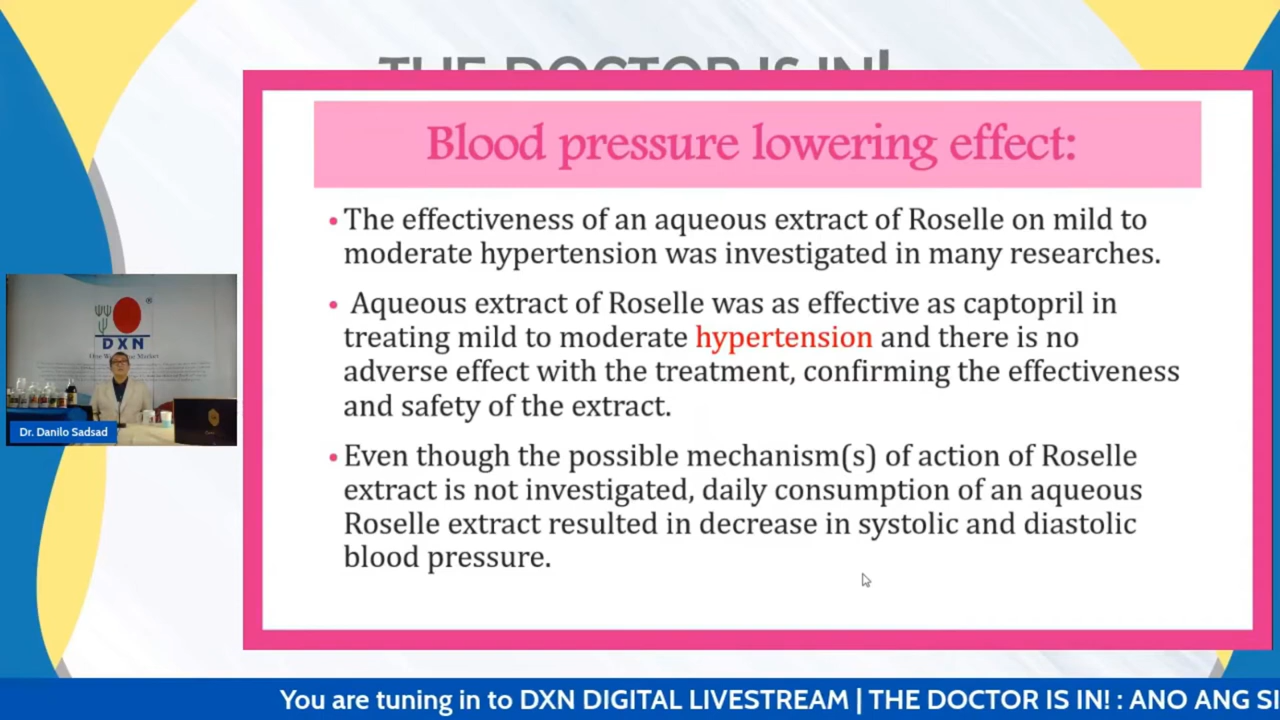 THE DOCTOR IS IN!
Blood pressure lowering effect:
• The effectiveness of an aqueous extract of Roselle on mild to
moderate hypertension was investigated in many researches.
• Aqueous extract of Roselle was as effective as captopril in
treating mild to moderate hypertension and there is no
adverse effect with the treatment, confirming the effectiveness
and safety of the extract.
• Even though the possible mechanism(s) of action of Roselle
extract is not investigated, daily consumption of an aqueous
Roselle extract resulted in decrease in systolic and diastolic
blood pressure.
®
DXN
Dr. Danilo Sadsad
You are tuning in to DXN DIGITAL LIVESTREAM | THE DOCTOR IS IN! : ANO ANG SI